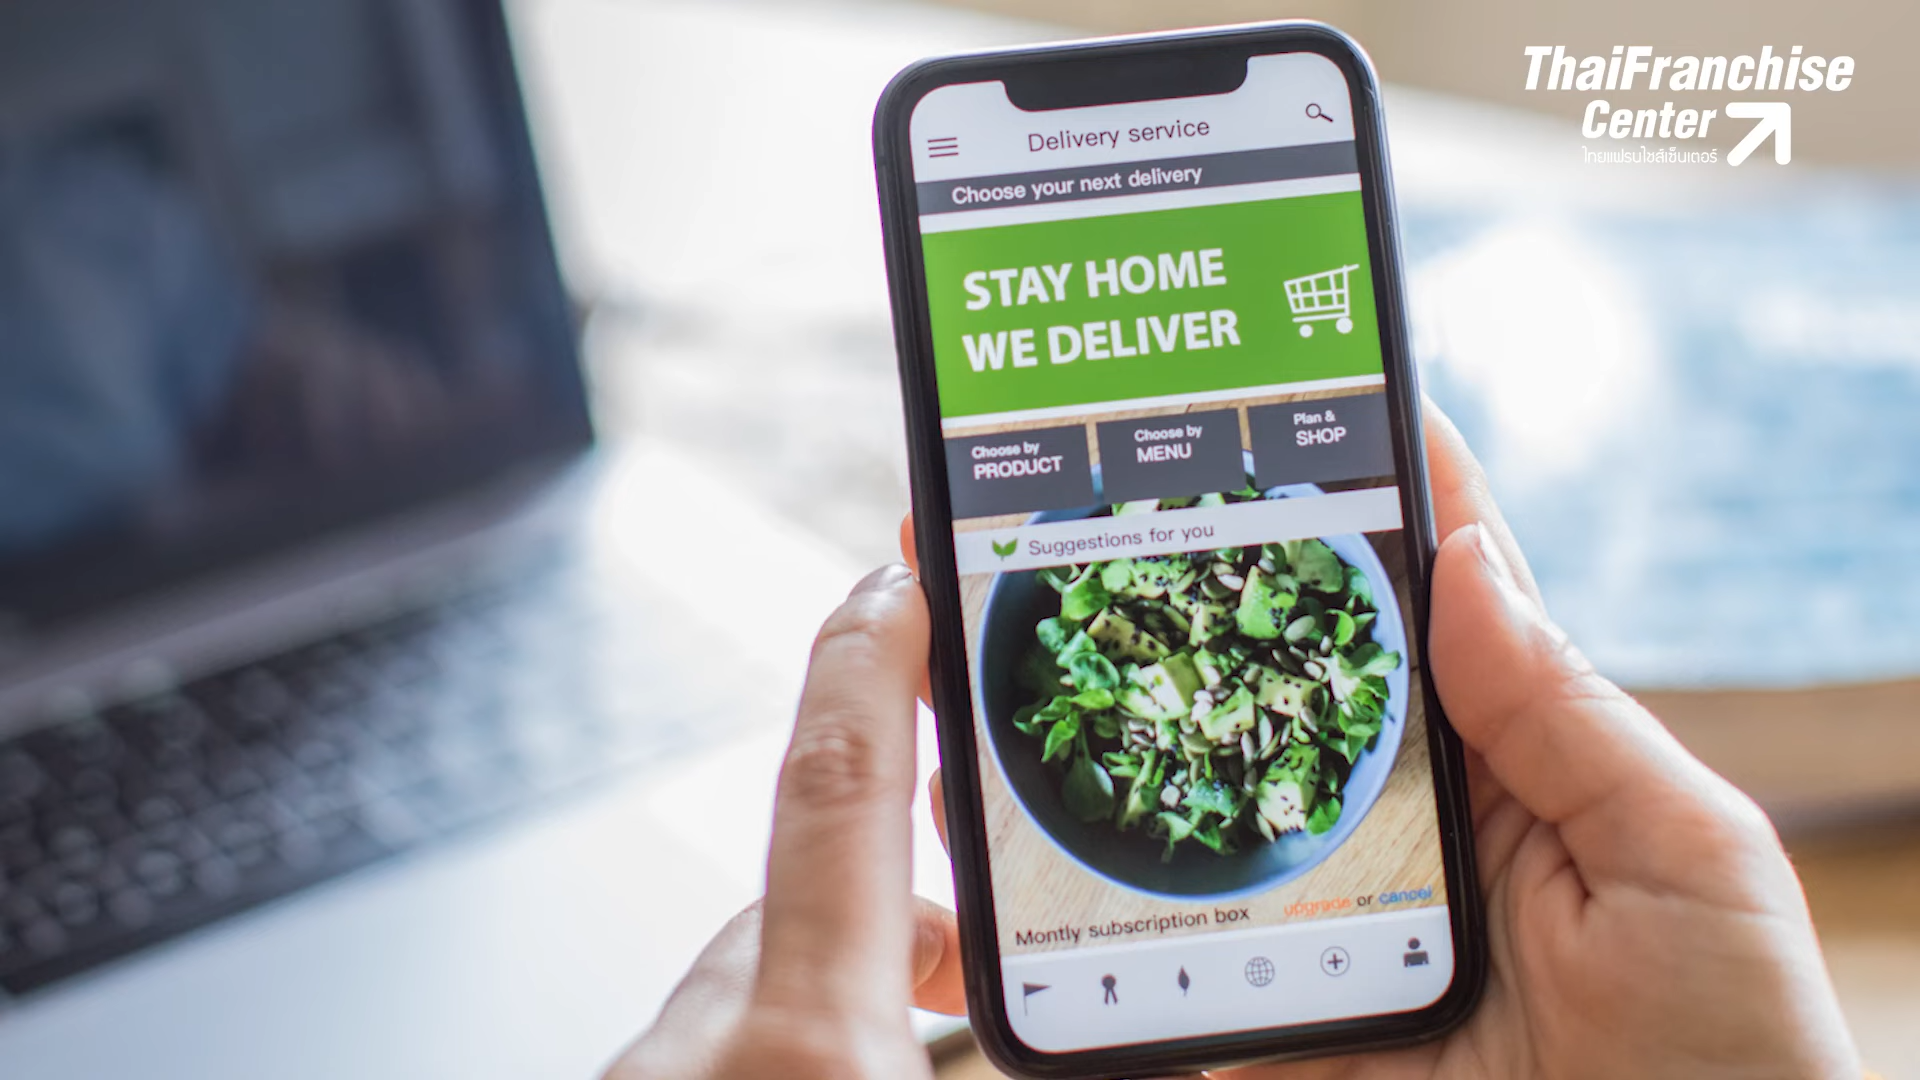 ThaiFranchise
Center
ไทยแฟรนไชส์เซ็นเตอร์
Delivery service
Choose your next delivery
STAY HOME
WE DELIVER
Choose by
PRODUCT
Choose by
MENU
Plan &
SHOP
Suggestions for you
Montly subscription box
upgrade or cancel